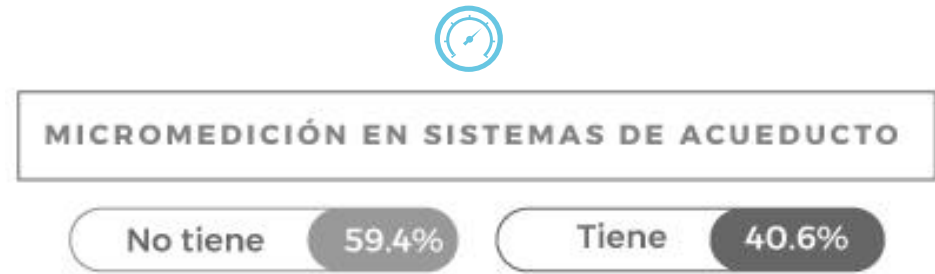 MICROMEDICIÓN EN SISTEMAS DE ACUEDUCTO
No tiene 59.4% Tiene 40.6%